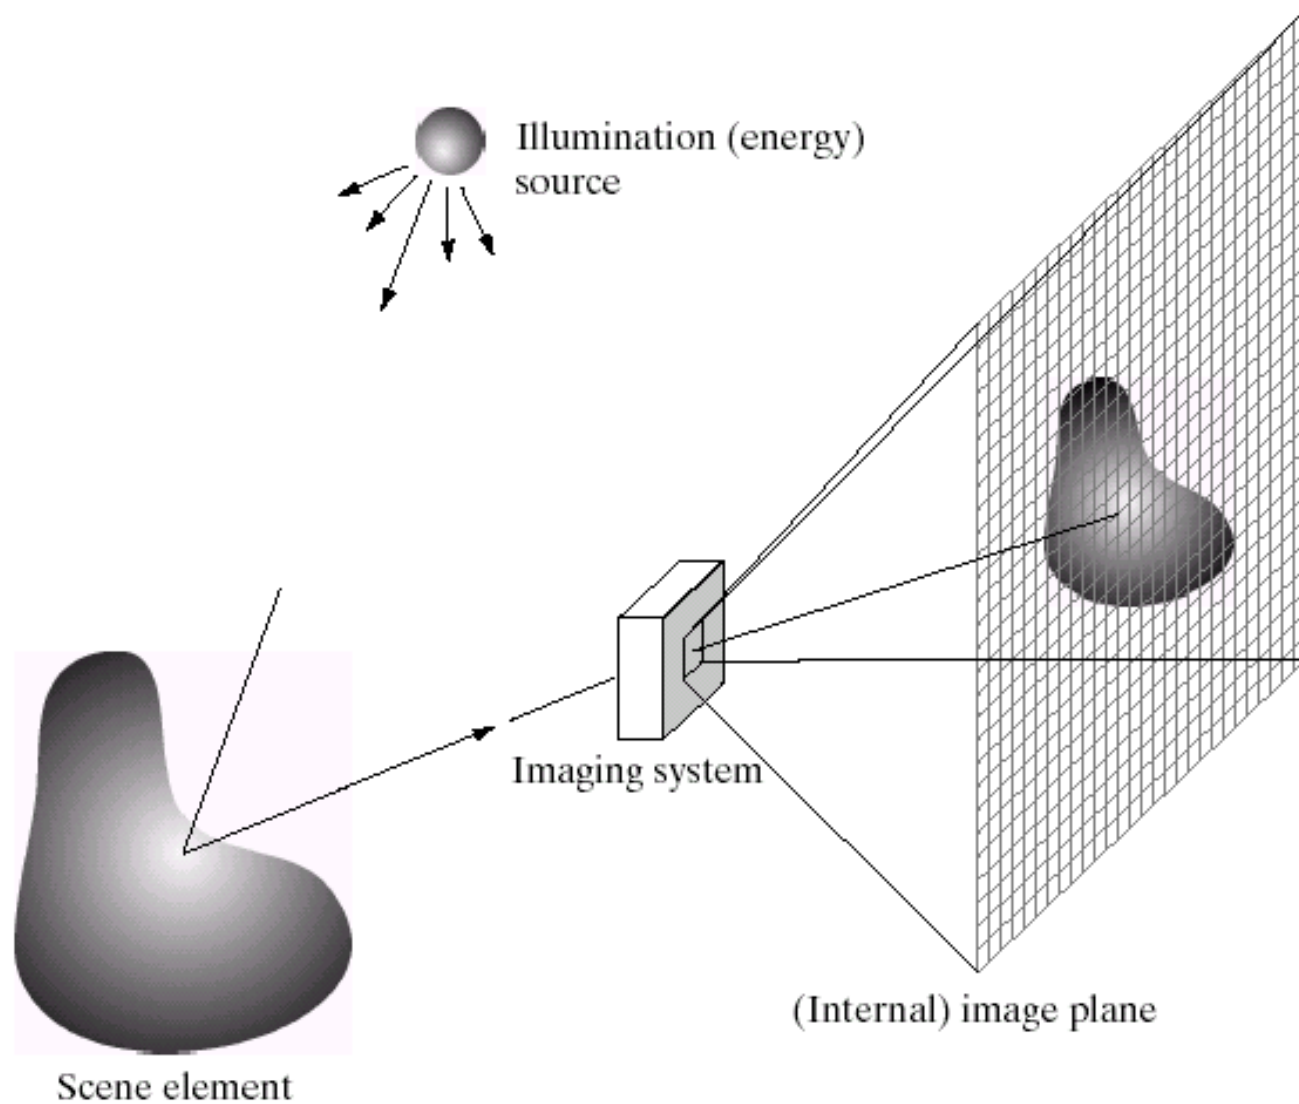 Illumination (energy)
source
Imaging system
(Internal) image plane
Scene element